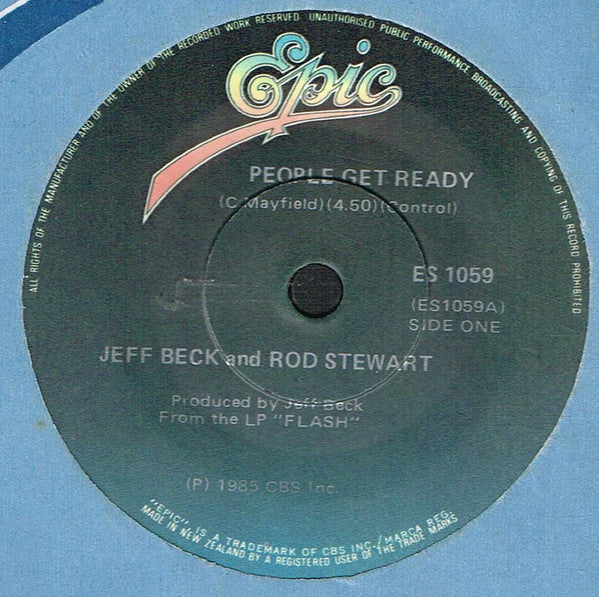 ALL RIGHTS OF THE MANUFACTURER AND OF THE OWNER OF THE RECORDED WORK RESERVED. UNAUTHORISED PUBLIC PERFORMANCE BROADCASTING AND COPYING OF THIS RECORD PROHIBITED
Epic
PEOPLE GET READY
(C.Mayfield)(4.50)(Control)
ES 1059
(ES1059A)
SIDE ONE
JEFF BECK and ROD STEWART
Produced by Jeff Beck
From the LP "FLASH"
(P) 1985 CBS Inc.
"EPIC" IS A TRADEMARK OF CBS INC./MARCA REG.
MADE IN NEW ZEALAND BY A REGISTERED USER OF THE TRADE MARKS